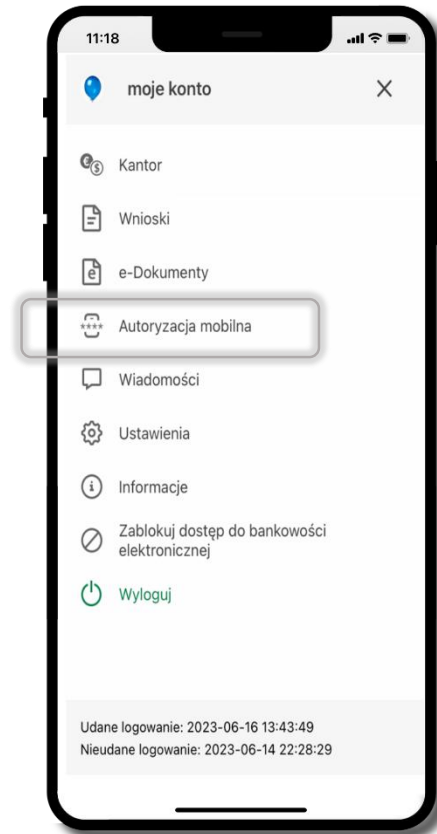 11:18
moje konto
Kantor
Wnioski
e-Dokumenty
Autoryzacja mobilna
Wiadomości
Ustawienia
Informacje
Zablokuj dostęp do bankowości
elektronicznej
Wyloguj
Udane logowanie: 2023-06-16 13:43:49
Nieudane logowanie: 2023-06-14 22:28:29